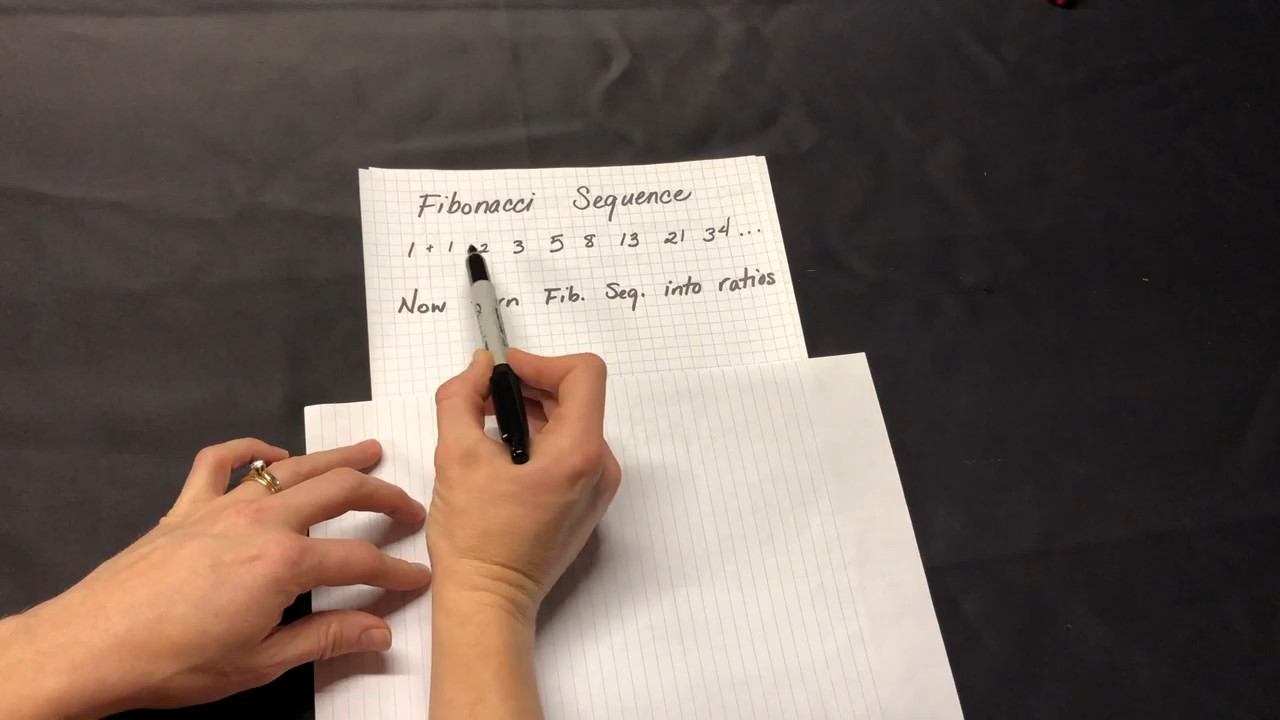 Fibonacci Sequence
1 + 1 2 3 5 8 13 21 34 ...
Now Fib. Seq. into ratios